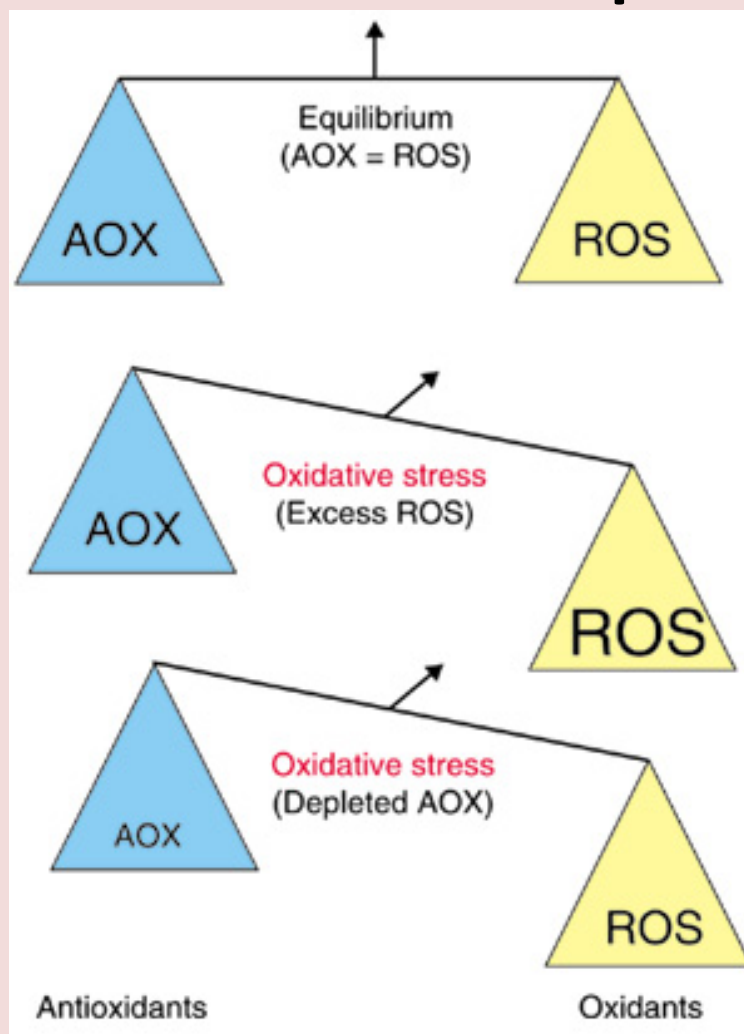 Equilibrium
(AOX = ROS)
AOX
ROS
Oxidative stress
(Excess ROS)
AOX
ROS
Oxidative stress
(Depleted AOX)
AOX
ROS
Antioxidants
Oxidants